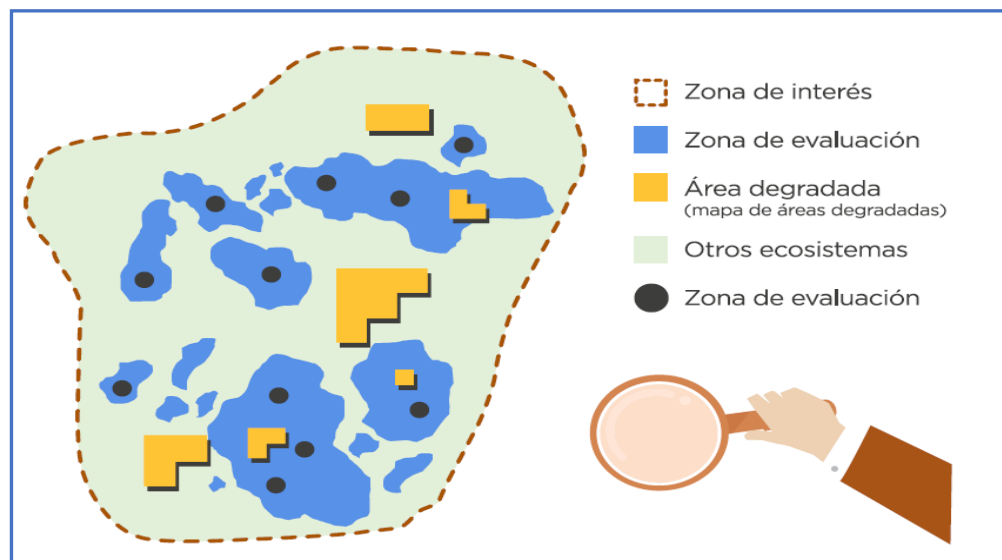 Zona de interés
Zona de evaluación
Área degradada
(mapa de áreas degradadas)
Otros ecosistemas
Zona de evaluación